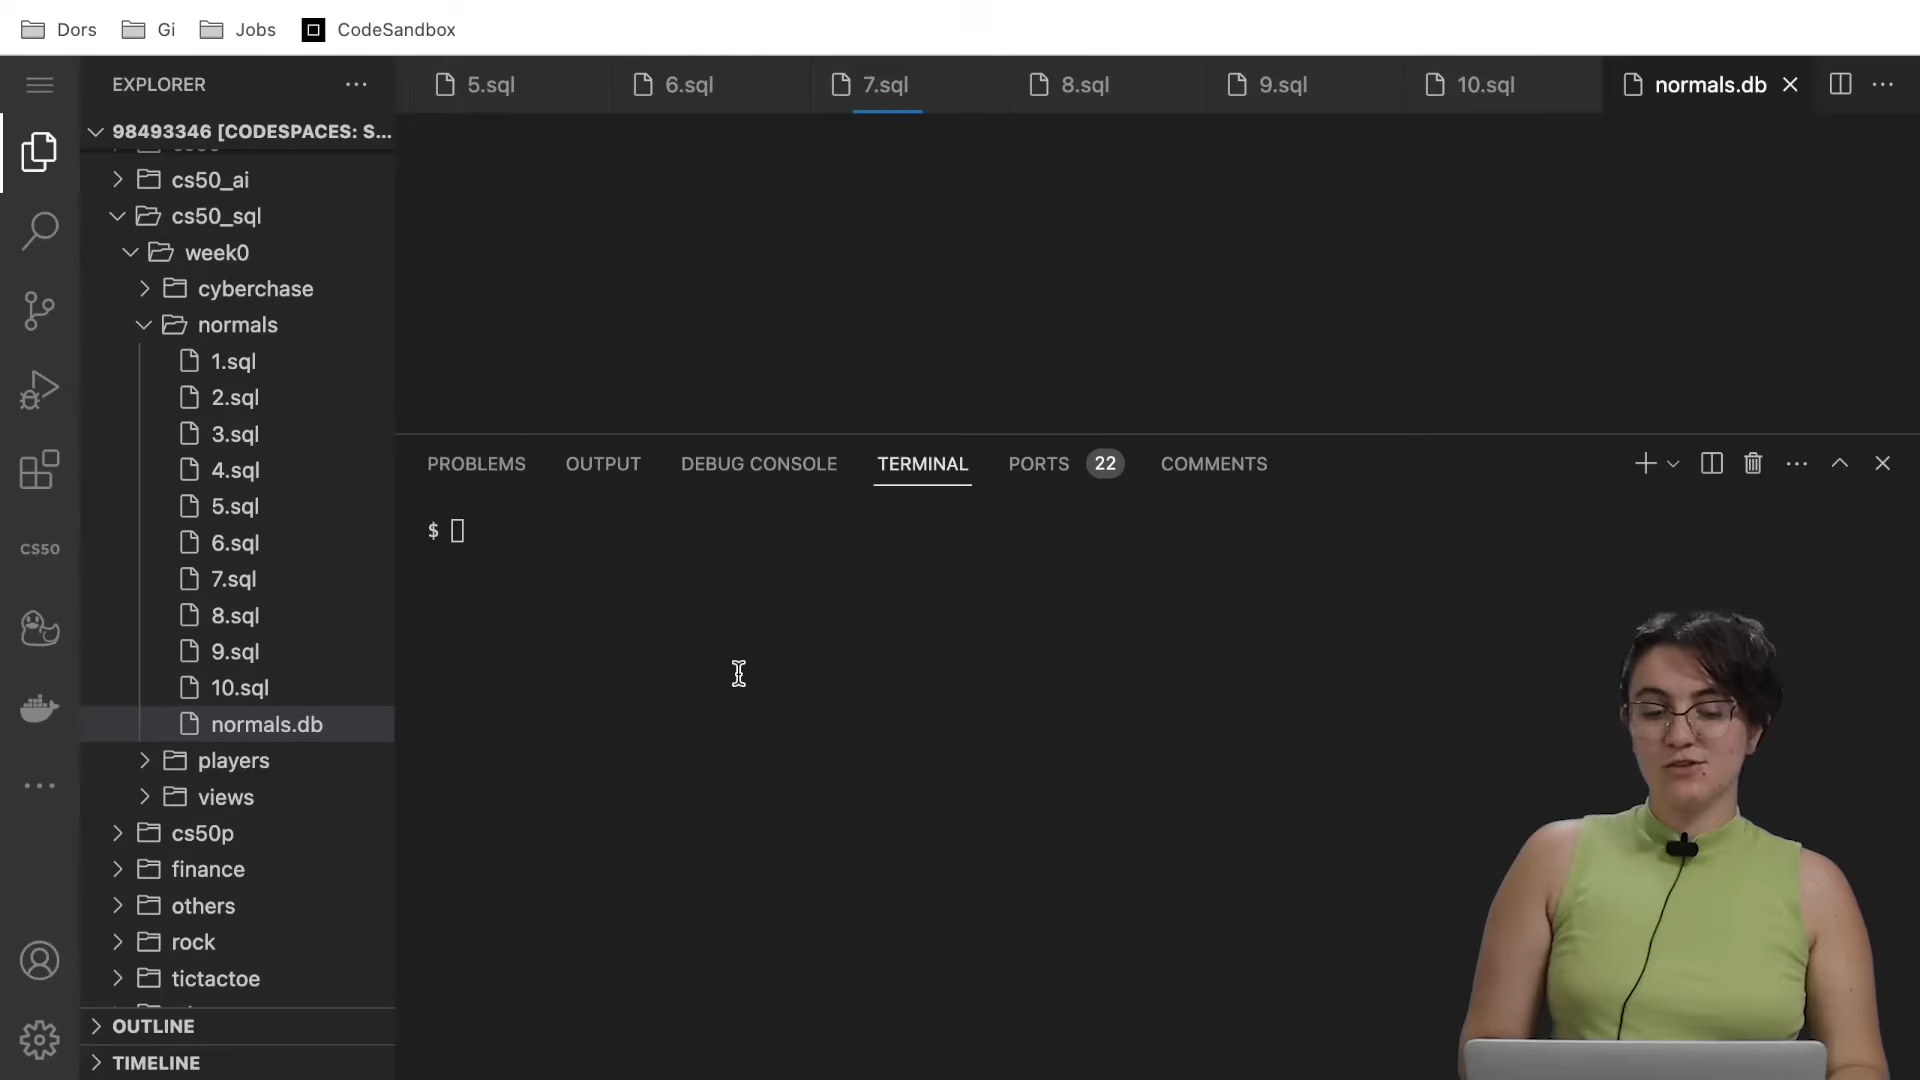 Dors Gi Jobs CodeSandbox
EXPLORER 5.sql 6.sql 7.sql 8.sql 9.sql 10.sql normals.db
98493346 [CODESPACES: S...
cs50_ai
cs50_sql
week0
cyberchase
normals
1.sql
2.sql
3.sql
4.sql
5.sql
6.sql
7.sql
8.sql
9.sql
10.sql
normals.db
players
views
cs50p
finance
others
rock
tictactoe
OUTLINE
TIMELINE
CS50
PROBLEMS OUTPUT DEBUG CONSOLE TERMINAL PORTS 22 COMMENTS
$